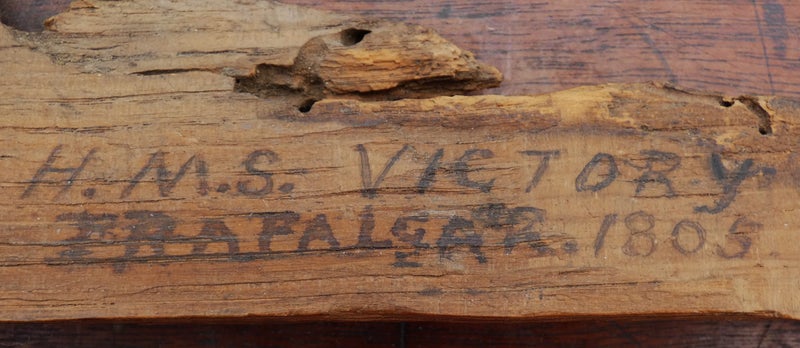 H.M.S. VICTORY.
TRAFALGAR. 1805.